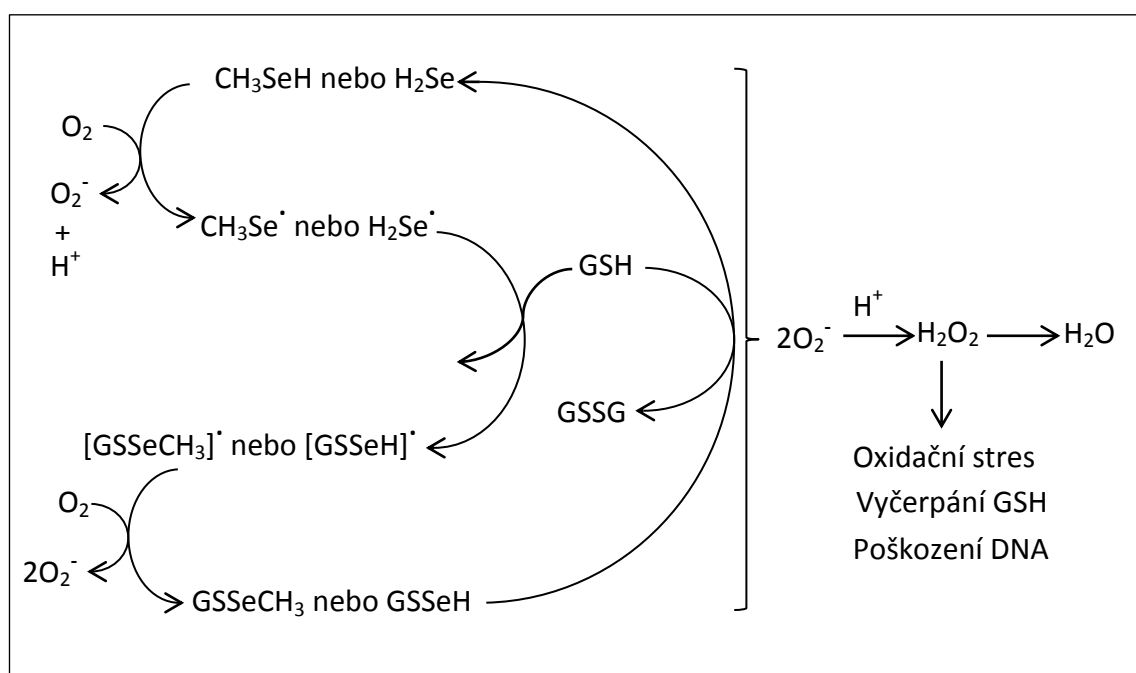 CH₃SeH nebo H₂Se
O₂
O₂⁻
+
H⁺
CH₃Se˙ nebo H₂Se˙
GSH
GSSG
[GSSeCH₃]˙ nebo [GSSeH]˙
O₂
2O₂⁻
GSSeCH₃ nebo GSSeH
2O₂⁻
H⁺
H₂O₂
H₂O
Oxidační stres
Vyčerpání GSH
Poškození DNA